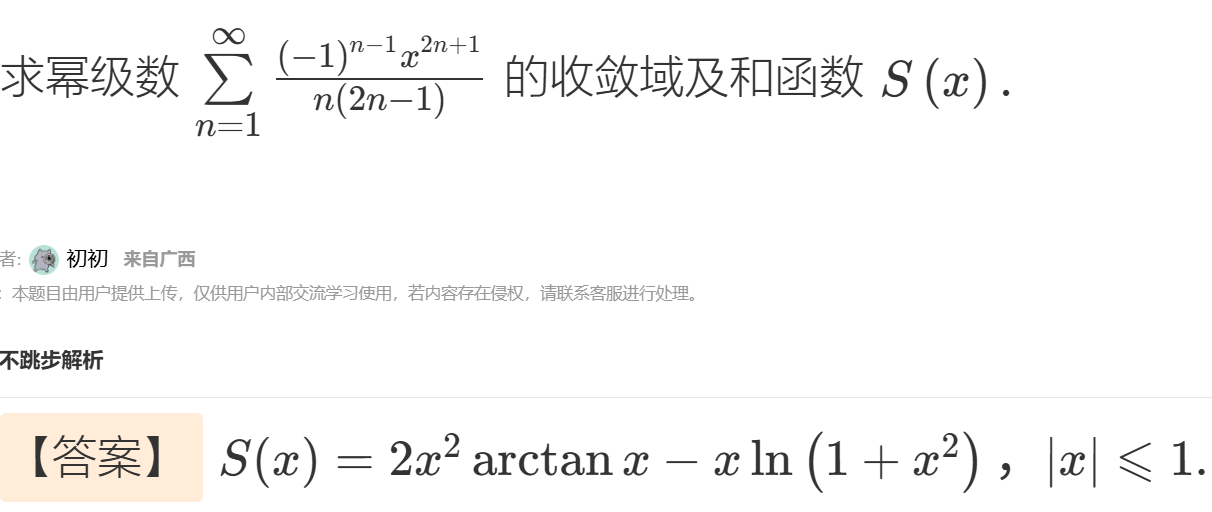 求幂级数 $\sum_{n=1}^{\infty} \frac{(-1)^{n-1}x^{2n+1}}{n(2n-1)}$ 的收敛域及和函数 $S(x)$.
者: 初初 来自广西
: 本题目由用户提供上传，仅供用户内部交流学习使用，若内容存在侵权，请联系客服进行处理。
不跳步解析
【答案】 $S(x) = 2x^2 \arctan x - x \ln(1+x^2)$，$|x| \leqslant 1$.